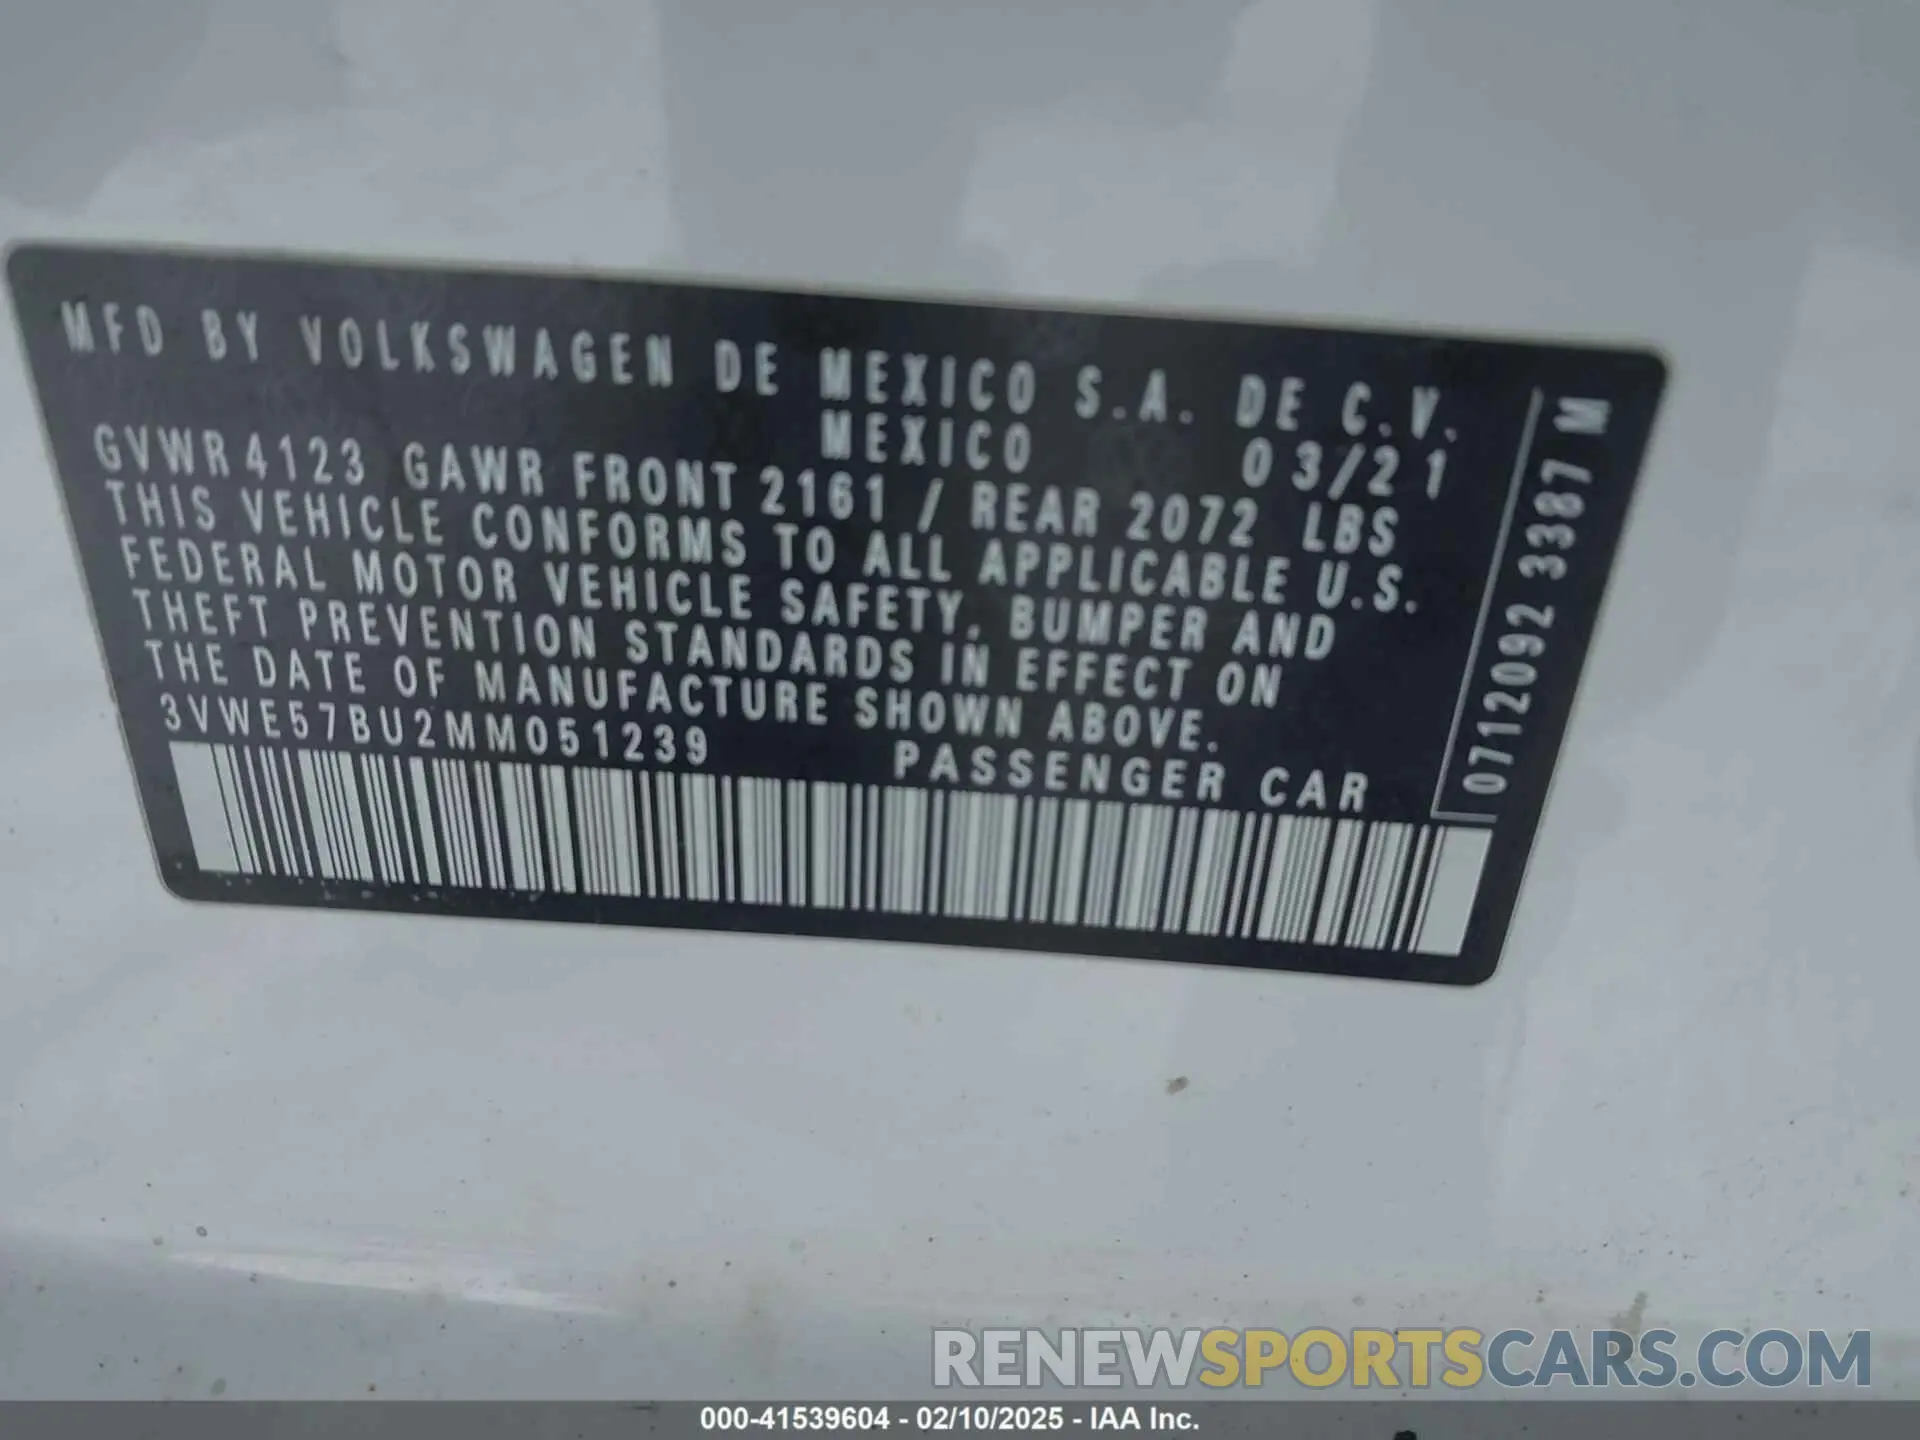 MFD BY VOLKSWAGEN DE MEXICO S.A. DE C.V.
MEXICO 03/21
GVWR 4123 GAWR FRONT 2161 / REAR 2072 LBS
THIS VEHICLE CONFORMS TO ALL APPLICABLE U.S.
FEDERAL MOTOR VEHICLE SAFETY, BUMPER AND
THEFT PREVENTION STANDARDS IN EFFECT ON
THE DATE OF MANUFACTURE SHOWN ABOVE.
3VWE57BU2MM051239 PASSENGER CAR
0712092 3387 M
RENEWSPORTSCARS.COM
000-41539604 - 02/10/2025 - IAA Inc.